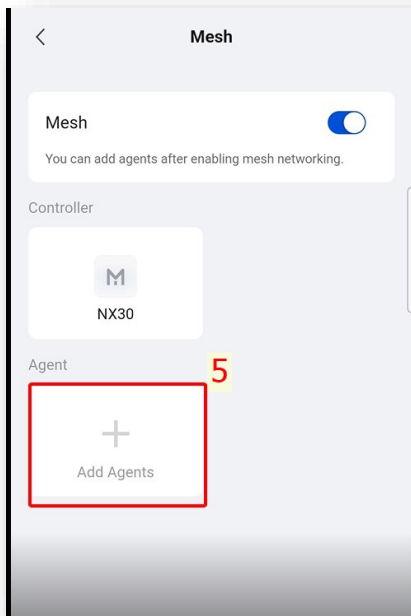 Mesh
Mesh
You can add agents after enabling mesh networking.
Controller
NX30
Agent
5
Add Agents